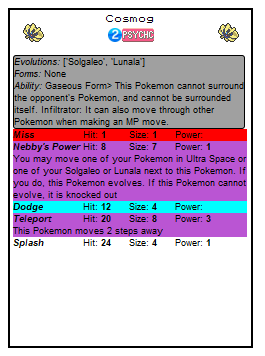 Cosmog
2 PSYCHC
Evolutions: ['Solgaleo', 'Lunala']
Forms: None
Ability: Gaseous Form> This Pokemon cannot surround
the opponent's Pokemon, and cannot be surrounded
itself. Infiltrator: It can also move through other
Pokemon when making an MP move.
Miss Hit: 1 Size: 1 Power:
Nebby's Power Hit: 8 Size: 7 Power: 1
You may move one of your Pokemon in Ultra Space or
one of your Solgaleo or Lunala next to this Pokemon. If
you do, this Pokemon evolves. If this Pokemon cannot
evolve, it is knocked out
Dodge Hit: 12 Size: 4 Power:
Teleport Hit: 20 Size: 8 Power: 3
This Pokemon moves 2 steps away
Splash Hit: 24 Size: 4 Power: 1